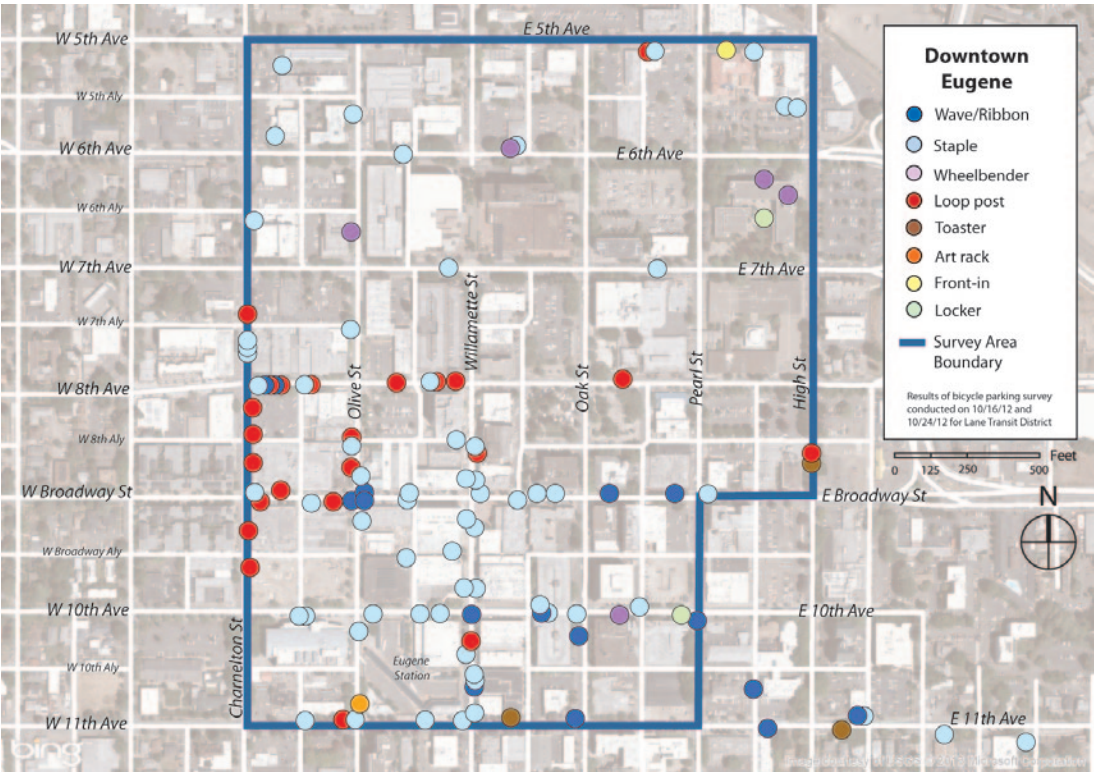 W 5th Ave
E 5th Ave
W 5th Aly
W 6th Ave
E 6th Ave
W 6th Aly
W 7th Ave
E 7th Ave
W 7th Aly
Willamette St
W 8th Ave
Olive St
Oak St
Pearl St
High St
W 8th Aly
W Broadway St
E Broadway St
W Broadway Aly
W 10th Ave
E 10th Ave
Charnelton St
W 10th Aly
Eugene
Station
W 11th Ave
E 11th Ave
bing
Downtown
Eugene
Wave/Ribbon
Staple
Wheelbender
Loop post
Toaster
Art rack
Front-in
Locker
Survey Area
Boundary
Results of bicycle parking survey
conducted on 10/16/12 and
10/24/12 for Lane Transit District
Feet
0 125 250 500
N